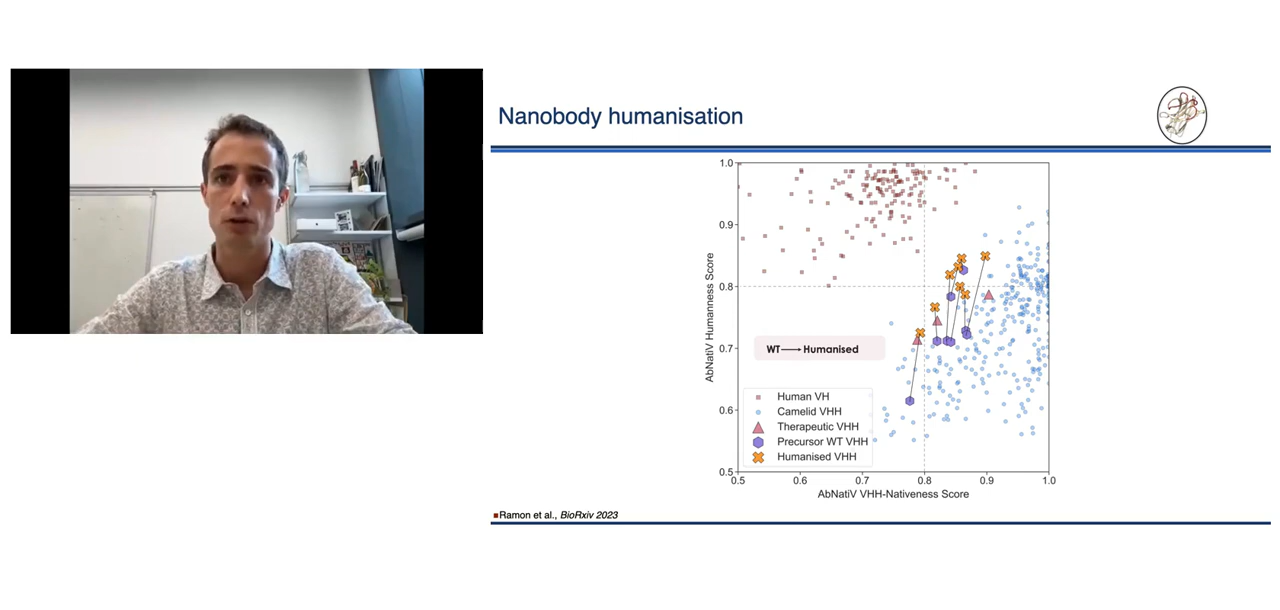 Nanobody humanisation
1.0
0.9
0.8
0.7
0.6
0.5
AbNatiV Humanness Score
WT → Humanised
Human VH
Camelid VHH
Therapeutic VHH
Precursor WT VHH
Humanised VHH
0.5 0.6 0.7 0.8 0.9 1.0
AbNatiV VHH-Nativeness Score
Ramon et al., BioRxiv 2023